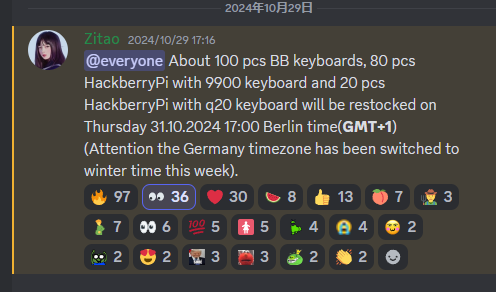 2024年10月29日
Zitao 2024/10/29 17:16
@everyone About 100 pcs BB keyboards, 80 pcs
HackberryPi with 9900 keyboard and 20 pcs
HackberryPi with q20 keyboard will be restocked on
Thursday 31.10.2024 17:00 Berlin time(GMT+1)
(Attention the Germany timezone has been switched to
winter time this week).
🔥 97 👀 36 ❤️ 30 🍉 8 👍 13 🍑 7 3
7 👀 6 💯 5 🚺 5 4 😭 4 2
2 😍 2 3 3 2 👏 2